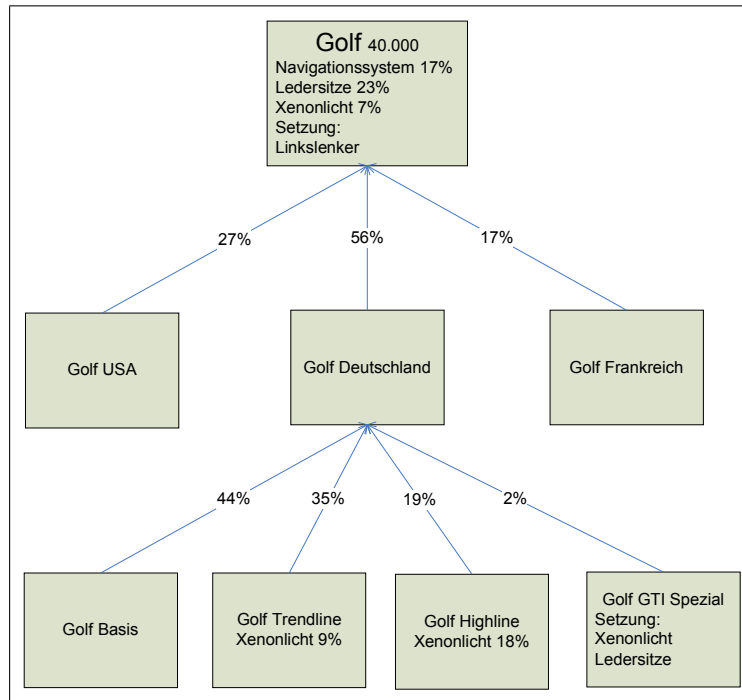 Golf 40.000
Navigationssystem 17%
Ledersitze 23%
Xenonlicht 7%
Setzung:
Linkslenker
27%
56%
17%
Golf USA
Golf Deutschland
Golf Frankreich
44%
35%
19%
2%
Golf Basis
Golf Trendline
Xenonlicht 9%
Golf Highline
Xenonlicht 18%
Golf GTI Spezial
Setzung:
Xenonlicht
Ledersitze